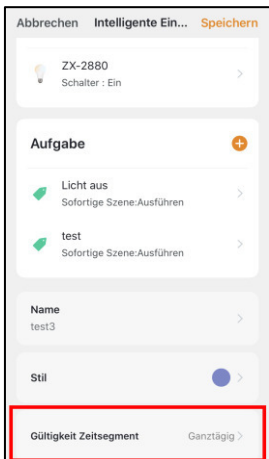 Abbrechen Intelligente Ein... Speichern
ZX-2880
Schalter : Ein
Aufgabe
Licht aus
Sofortige Szene:Ausführen
test
Sofortige Szene:Ausführen
Name
test3
Stil
Gültigkeit Zeitsegment Ganztägig